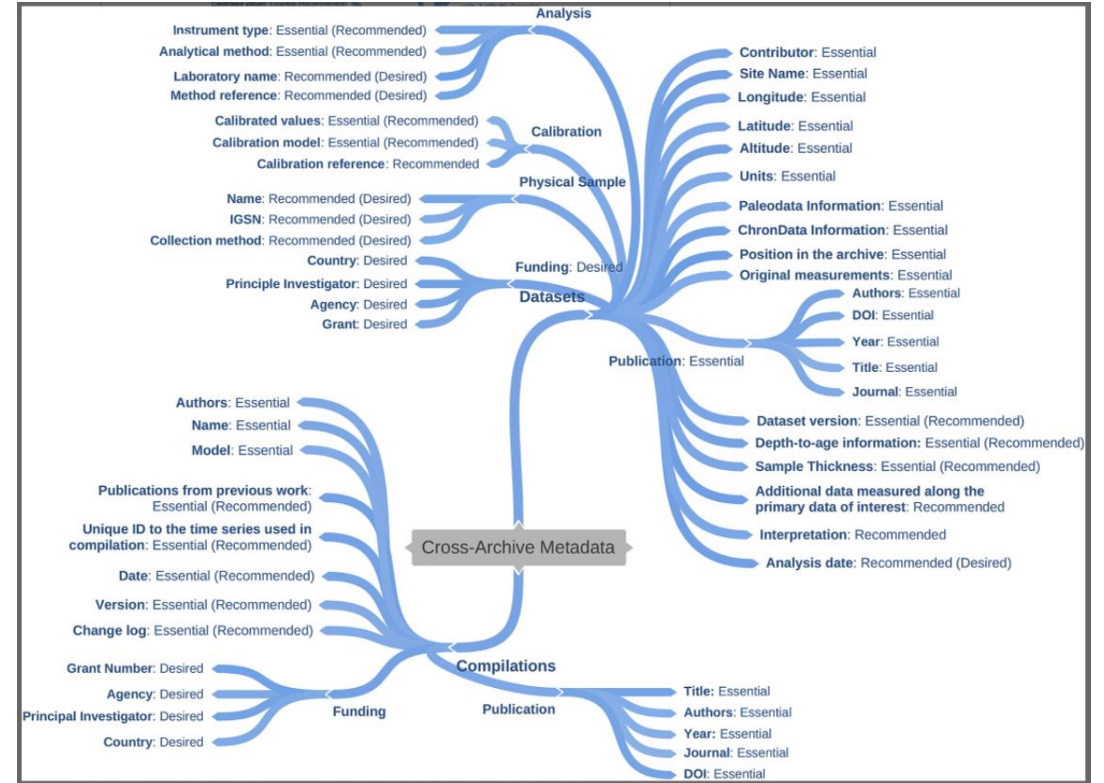 Analysis
Instrument type: Essential (Recommended)
Analytical method: Essential (Recommended)
Laboratory name: Recommended (Desired)
Method reference: Recommended (Desired)
Calibrated values: Essential (Recommended)
Calibration
Calibration model: Essential (Recommended)
Calibration reference: Recommended
Physical Sample
Name: Recommended (Desired)
IGSN: Recommended (Desired)
Collection method: Recommended (Desired)
Country: Desired
Funding: Desired
Principle Investigator: Desired
Agency: Desired
Grant: Desired
Datasets
Contributor: Essential
Site Name: Essential
Longitude: Essential
Latitude: Essential
Altitude: Essential
Units: Essential
Paleodata Information: Essential
ChronData Information: Essential
Position in the archive: Essential
Original measurements: Essential
Authors: Essential
DOI: Essential
Year: Essential
Publication: Essential
Title: Essential
Journal: Essential
Dataset version: Essential (Recommended)
Depth-to-age information: Essential (Recommended)
Sample Thickness: Essential (Recommended)
Additional data measured along the
primary data of interest: Recommended
Interpretation: Recommended
Analysis date: Recommended (Desired)
Cross-Archive Metadata
Authors: Essential
Name: Essential
Model: Essential
Publications from previous work:
Essential (Recommended)
Unique ID to the time series used in
compilation: Essential (Recommended)
Date: Essential (Recommended)
Version: Essential (Recommended)
Change log: Essential (Recommended)
Compilations
Grant Number: Desired
Agency: Desired
Principal Investigator: Desired
Country: Desired
Funding
Publication
Title: Essential
Authors: Essential
Year: Essential
Journal: Essential
DOI: Essential